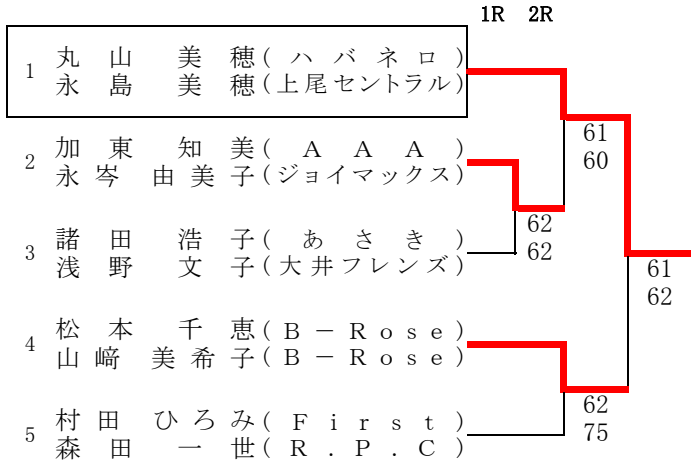 1R 2R
1 丸山 美穂(ハバネロ)
永島 美穂(上尾セントラル)
61
60
2 加東 知美(AAA)
永岑 由美子(ジョイマックス)
62
62
3 諸田 浩子(あさき)
浅野 文子(大井フレンズ)
61
62
4 松本 千恵(B-Rose)
山﨑 美希子(B-Rose)
62
75
5 村田 ひろみ(First)
森田 一世(R.P.C)